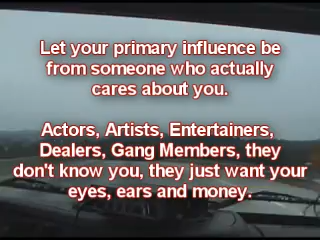 Let your primary influence be
from someone who actually
cares about you.
Actors, Artists, Entertainers,
Dealers, Gang Members, they
don't know you, they just want your
eyes, ears and money.